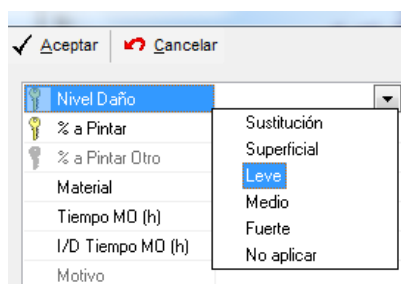 Aceptar Cancelar
Nivel Daño
% a Pintar
% a Pintar Otro
Material
Tiempo MO (h)
I/D Tiempo MO (h)
Motivo
Sustitución
Superficial
Leve
Medio
Fuerte
No aplicar